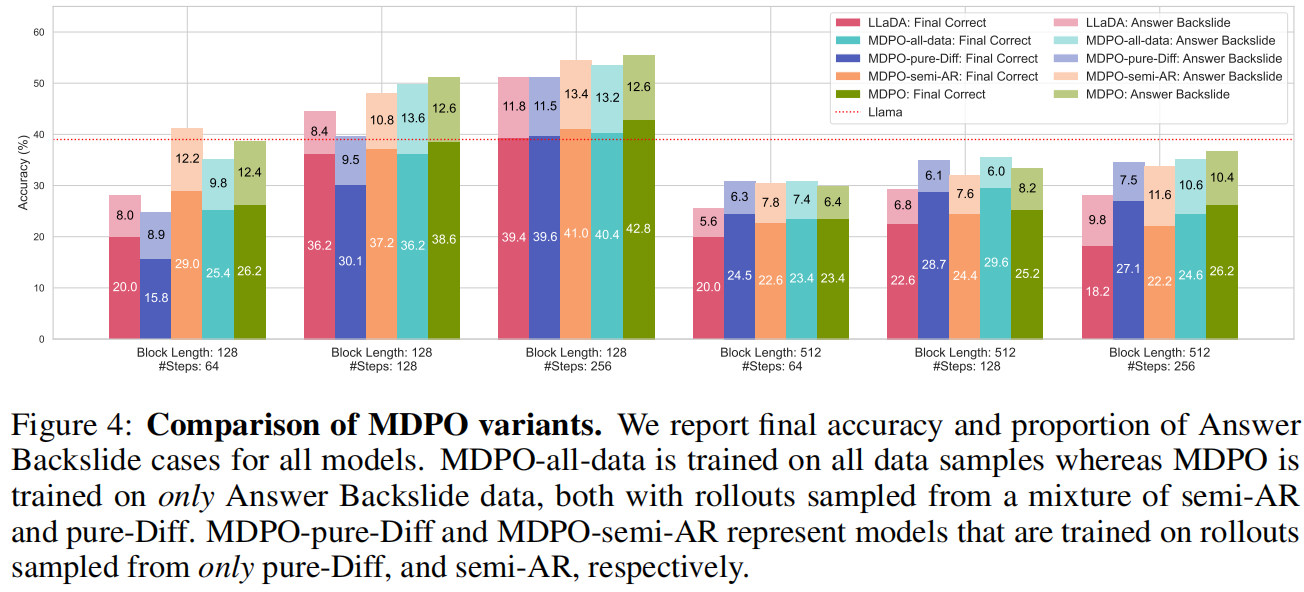 60
50
40
30
20
10
0
Accuracy (%)
LLaDA: Final Correct
MDPO-all-data: Final Correct
MDPO-pure-Diff: Final Correct
MDPO-semi-AR: Final Correct
MDPO: Final Correct
Llama
LLaDA: Answer Backslide
MDPO-all-data: Answer Backslide
MDPO-pure-Diff: Answer Backslide
MDPO-semi-AR: Answer Backslide
MDPO: Answer Backslide
8.0
8.9
12.2
9.8
12.4
20.0
15.8
29.0
25.4
26.2
Block Length: 128
#Steps: 64
8.4
9.5
10.8
13.6
12.6
36.2
30.1
37.2
36.2
38.6
Block Length: 128
#Steps: 128
11.8
11.5
13.4
13.2
12.6
39.4
39.6
41.0
40.4
42.8
Block Length: 128
#Steps: 256
5.6
6.3
7.8
7.4
6.4
20.0
24.5
22.6
23.4
23.4
Block Length: 512
#Steps: 64
6.8
6.1
7.6
6.0
8.2
22.6
28.7
24.4
29.6
25.2
Block Length: 512
#Steps: 128
9.8
7.5
11.6
10.6
10.4
18.2
27.1
22.2
24.6
26.2
Block Length: 512
#Steps: 256
Figure 4: Comparison of MDPO variants. We report final accuracy and proportion of Answer
Backslide cases for all models. MDPO-all-data is trained on all data samples whereas MDPO is
trained on only Answer Backslide data, both with rollouts sampled from a mixture of semi-AR
and pure-Diff. MDPO-pure-Diff and MDPO-semi-AR represent models that are trained on rollouts
sampled from only pure-Diff, and semi-AR, respectively.